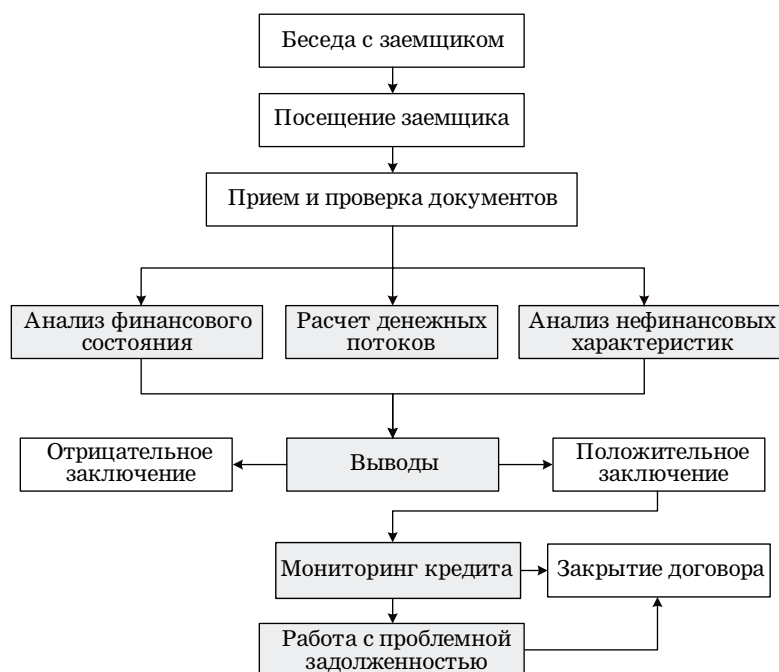 Беседа с заемщиком
Посещение заемщика
Прием и проверка документов
Анализ финансового
состояния
Расчет денежных
потоков
Анализ нефинансовых
характеристик
Отрицательное
заключение
Выводы
Положительное
заключение
Мониторинг кредита
Закрытие договора
Работа с проблемной
задолженностью